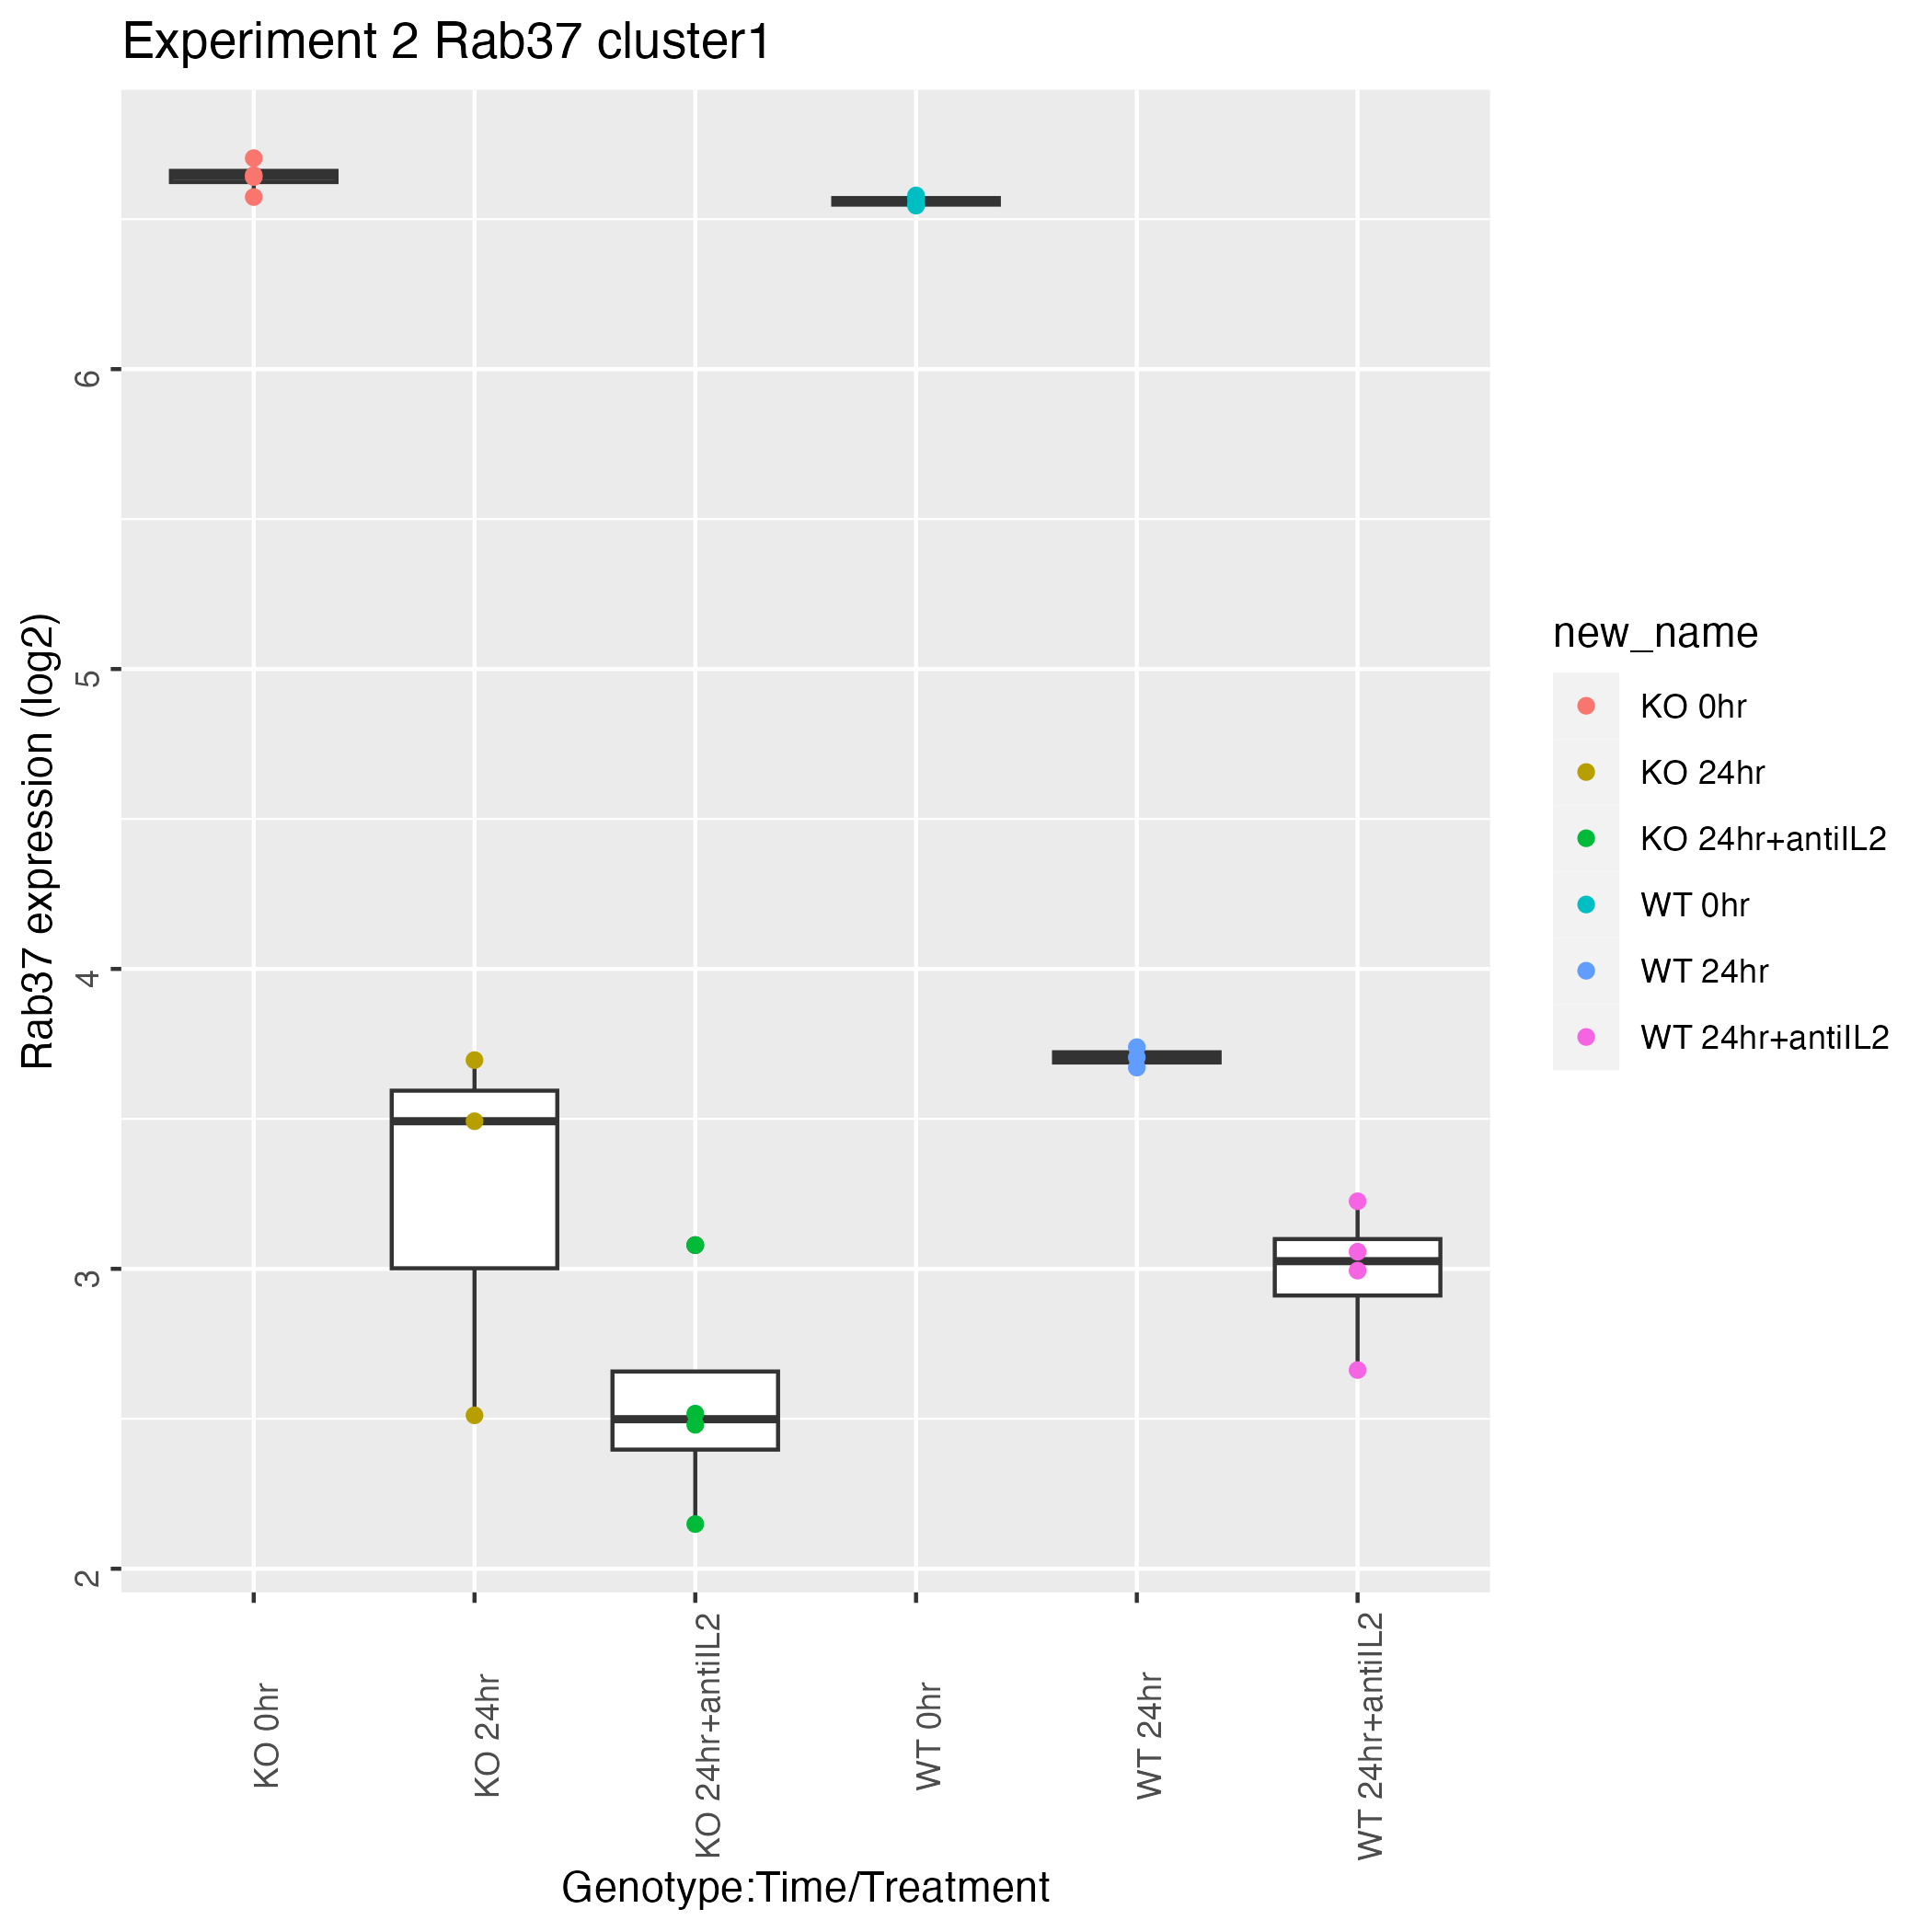 Experiment 2 Rab37 cluster1
Rab37 expression (log2)
6
5
4
3
2
KO 0hr
KO 24hr
KO 24hr+antiIL2
WT 0hr
WT 24hr
WT 24hr+antiIL2
Genotype:Time/Treatment
new_name
KO 0hr
KO 24hr
KO 24hr+antiIL2
WT 0hr
WT 24hr
WT 24hr+antiIL2